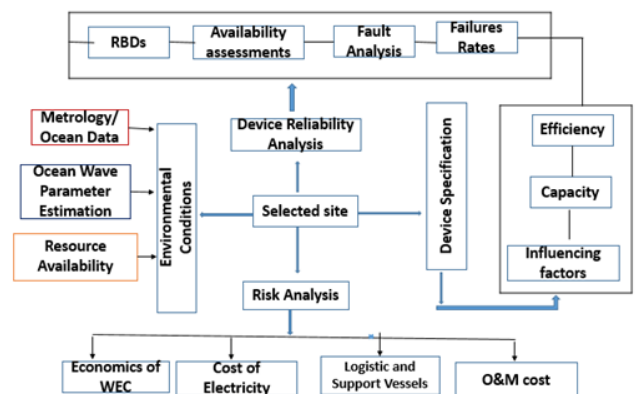 RBDs
Availability
assessments
Fault
Analysis
Failures
Rates
Metrology/
Ocean Data
Ocean Wave
Parameter
Estimation
Resource
Availability
Environmental
Conditions
Device Reliability
Analysis
Selected site
Risk Analysis
Device Specification
Efficiency
Capacity
Influencing
factors
Economics of
WEC
Cost of
Electricity
Logistic and
Support Vessels
O&M cost